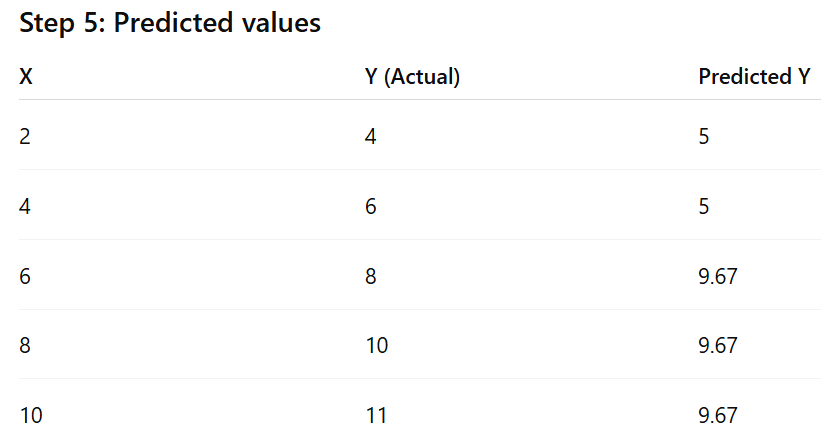 Step 5: Predicted values
X Y (Actual) Predicted Y
2 4 5
4 6 5
6 8 9.67
8 10 9.67
10 11 9.67